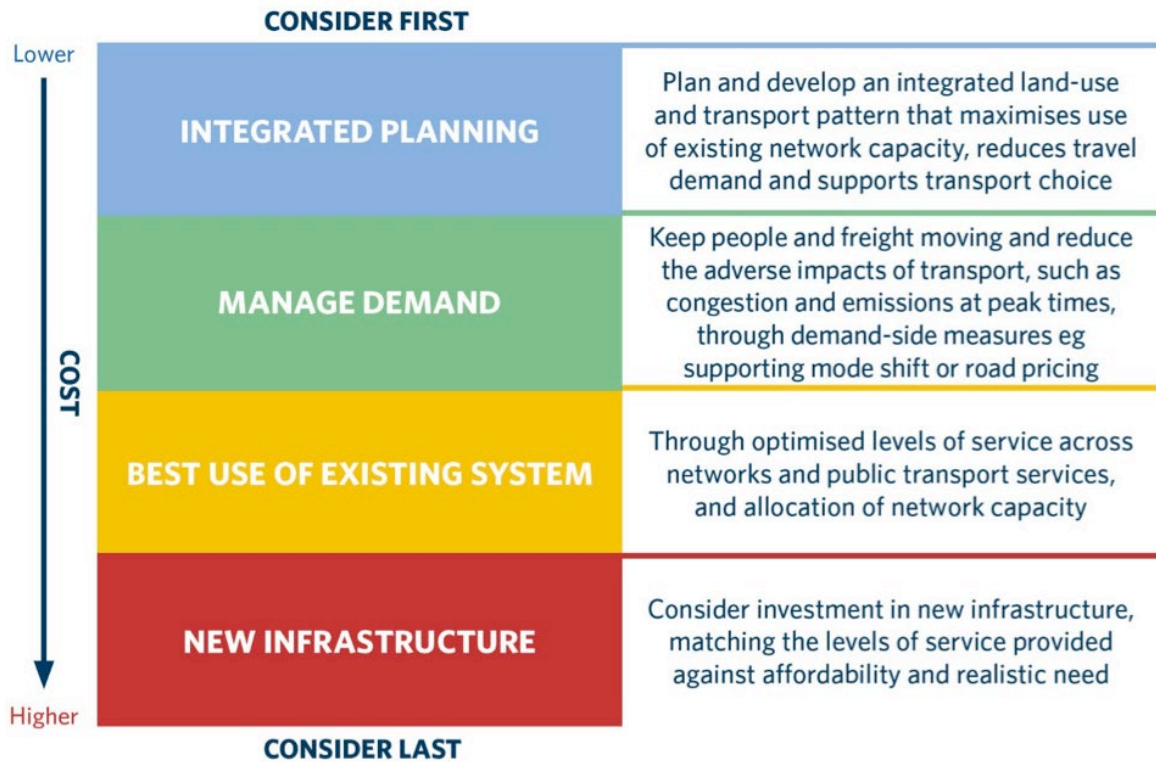 CONSIDER FIRST
Lower
COST
Higher
INTEGRATED PLANNING
Plan and develop an integrated land-use
and transport pattern that maximises use
of existing network capacity, reduces travel
demand and supports transport choice
MANAGE DEMAND
Keep people and freight moving and reduce
the adverse impacts of transport, such as
congestion and emissions at peak times,
through demand-side measures eg
supporting mode shift or road pricing
BEST USE OF EXISTING SYSTEM
Through optimised levels of service across
networks and public transport services,
and allocation of network capacity
NEW INFRASTRUCTURE
Consider investment in new infrastructure,
matching the levels of service provided
against affordability and realistic need
CONSIDER LAST